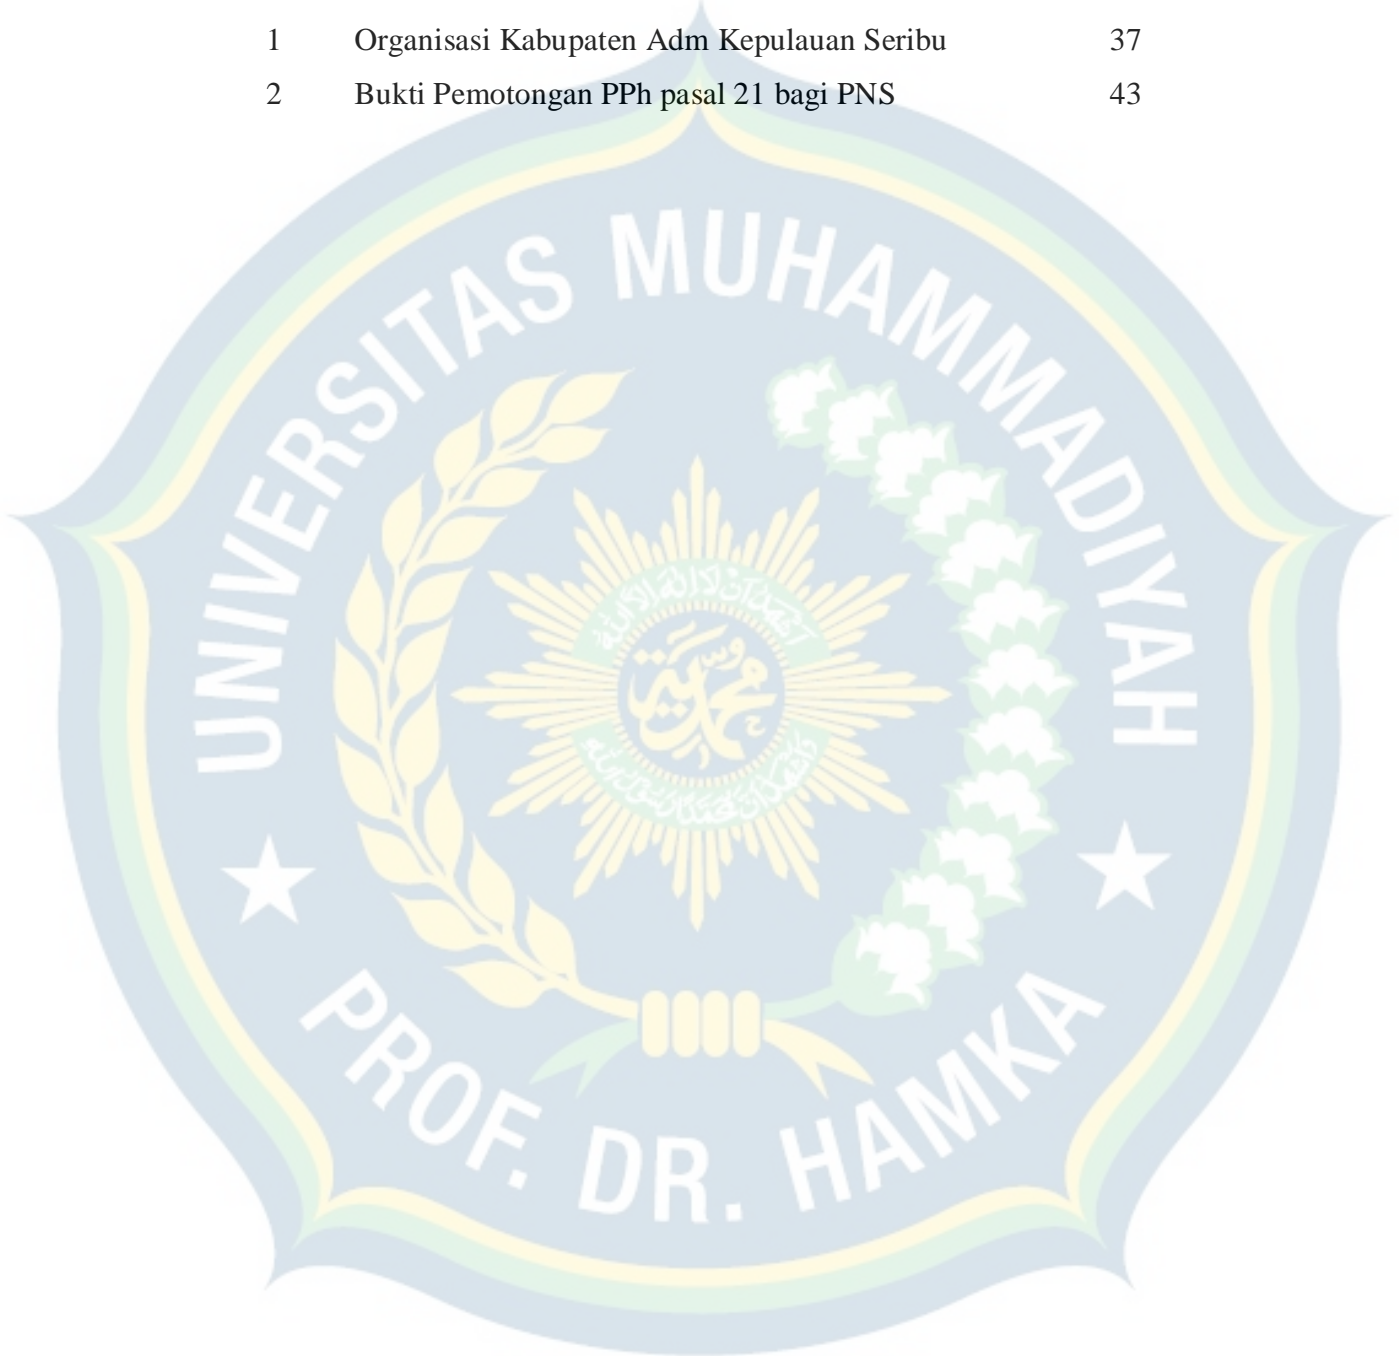 1 Organisasi Kabupaten Adm Kepulauan Seribu 37
2 Bukti Pemotongan PPh pasal 21 bagi PNS 43
UNIVERSITAS MUHAMMADIYAH
محمدية
PROF. DR. HAMKA